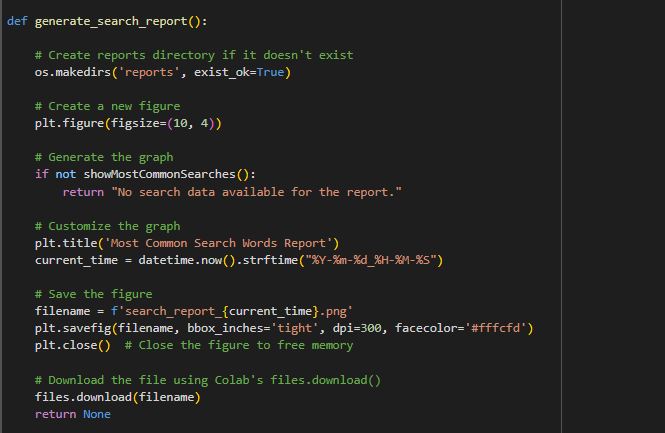 def generate_search_report():
# Create reports directory if it doesn't exist
os.makedirs('reports', exist_ok=True)
# Create a new figure
plt.figure(figsize=(10, 4))
# Generate the graph
if not showMostCommonSearches():
return "No search data available for the report."
# Customize the graph
plt.title('Most Common Search Words Report')
current_time = datetime.now().strftime("%Y-%m-%d_%H-%M-%S")
# Save the figure
filename = f'search_report_{current_time}.png'
plt.savefig(filename, bbox_inches='tight', dpi=300, facecolor='#fffcfd')
plt.close()  # Close the figure to free memory
# Download the file using Colab's files.download()
files.download(filename)
return None